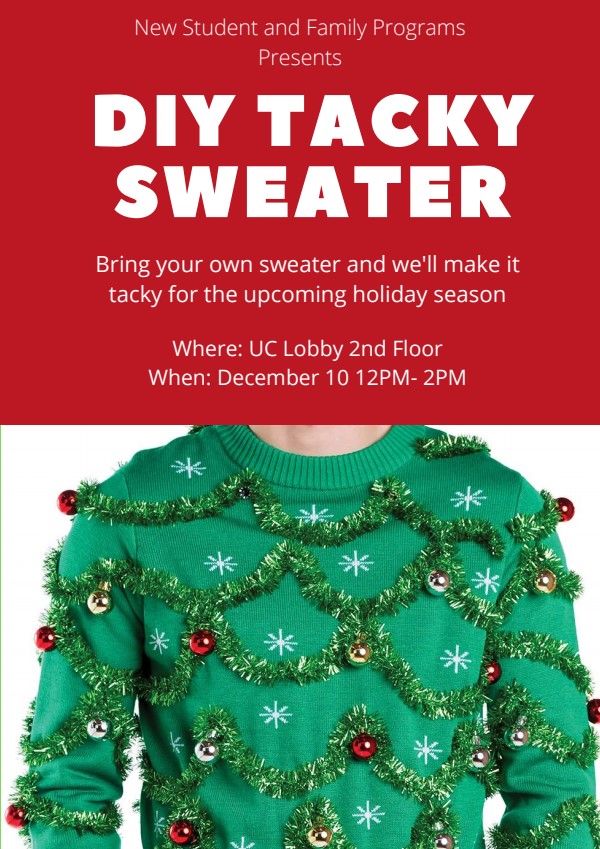 New Student and Family Programs
Presents
DIY TACKY
SWEATER
Bring your own sweater and we'll make it
tacky for the upcoming holiday season
Where: UC Lobby 2nd Floor
When: December 10 12PM- 2PM